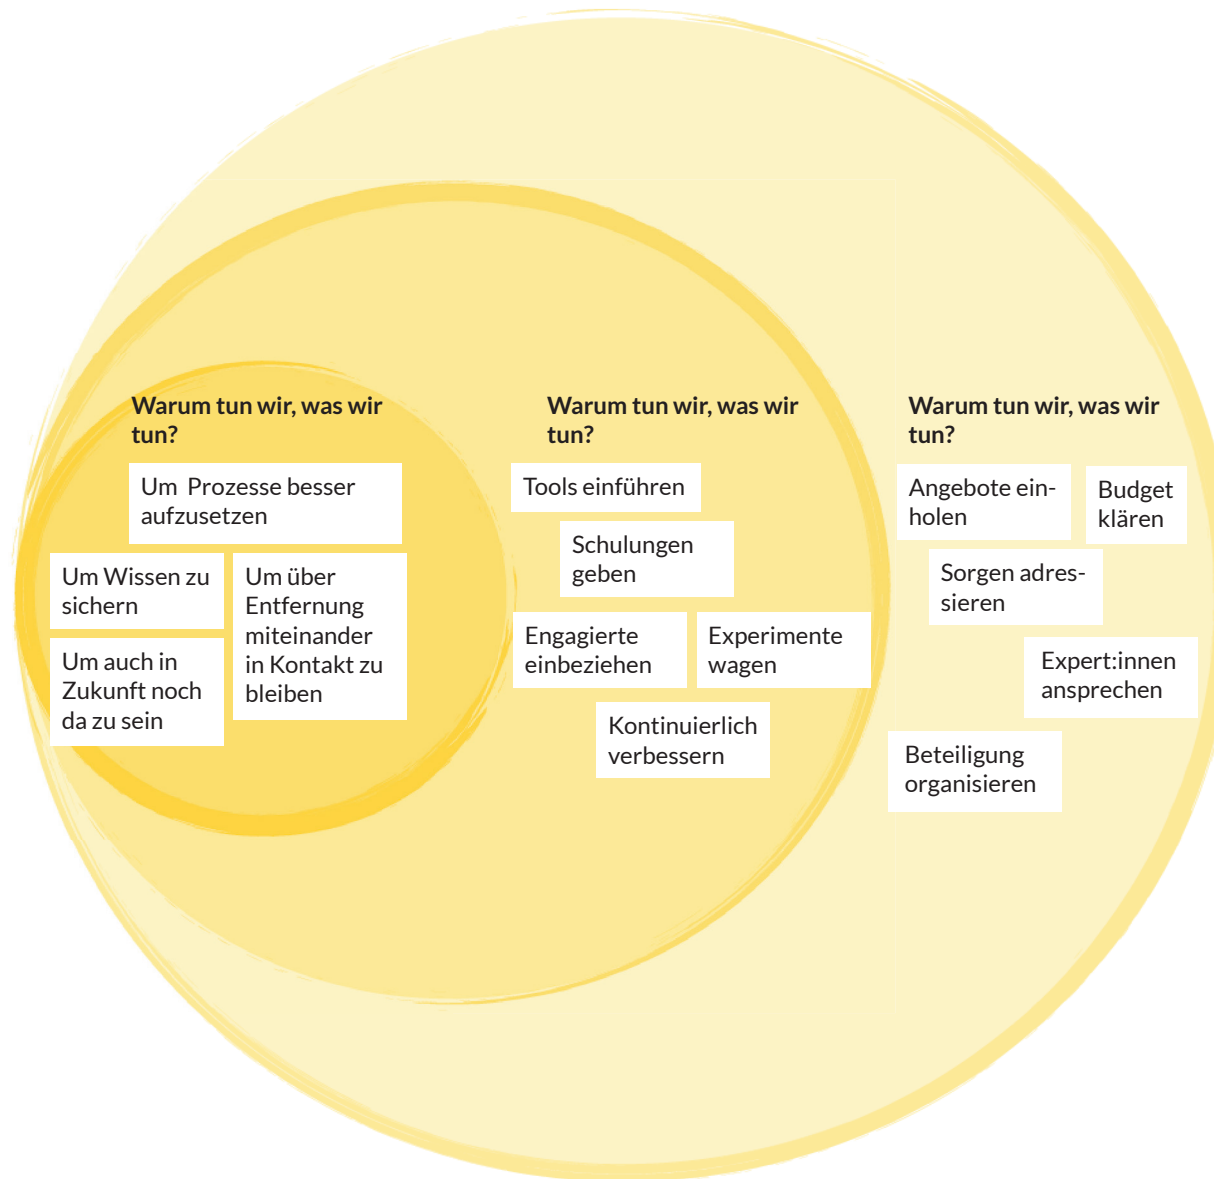 Warum tun wir, was wir
tun?
Um Prozesse besser
aufzusetzen
Um Wissen zu
sichern
Um über
Entfernung
miteinander
in Kontakt zu
bleiben
Um auch in
Zukunft noch
da zu sein
Warum tun wir, was wir
tun?
Tools einführen
Schulungen
geben
Engagierte
einbeziehen
Experimente
wagen
Kontinuierlich
verbessern
Warum tun wir, was wir
tun?
Angebote ein-
holen
Budget
klären
Sorgen adres-
sieren
Expert:innen
ansprechen
Beteiligung
organisieren